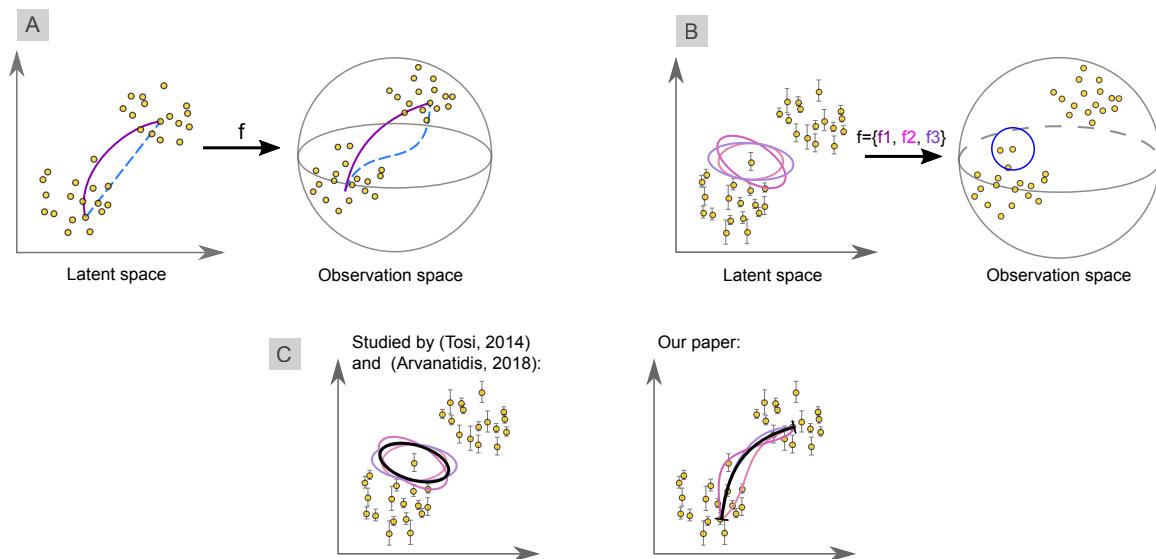 A
f
Latent space
Observation space
B
f={f1, f2, f3}
Latent space
Observation space
C
Studied by (Tosi, 2014)
and (Arvanatidis, 2018):
Our paper: